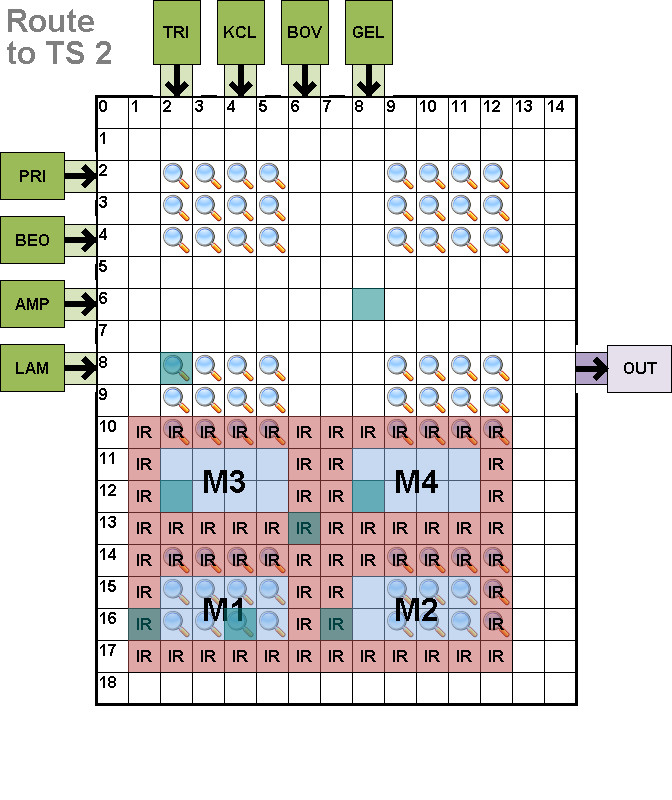 Route
to TS 2
TRI KCL BOV GEL
0 1 2 3 4 5 6 7 8 9 10 11 12 13 14
1
PRI 2
3
BEO 4
5
AMP 6
7
LAM 8 OUT
9
10 IR IR IR IR IR IR IR IR IR IR IR IR
11 IR IR IR IR
M3 M4
12 IR IR IR IR
13 IR IR IR IR IR IR IR IR IR IR IR IR
14 IR IR IR IR IR IR IR IR IR IR IR IR
15 IR IR IR IR
M1 M2
16 IR IR IR IR
17 IR IR IR IR IR IR IR IR IR IR IR IR
18